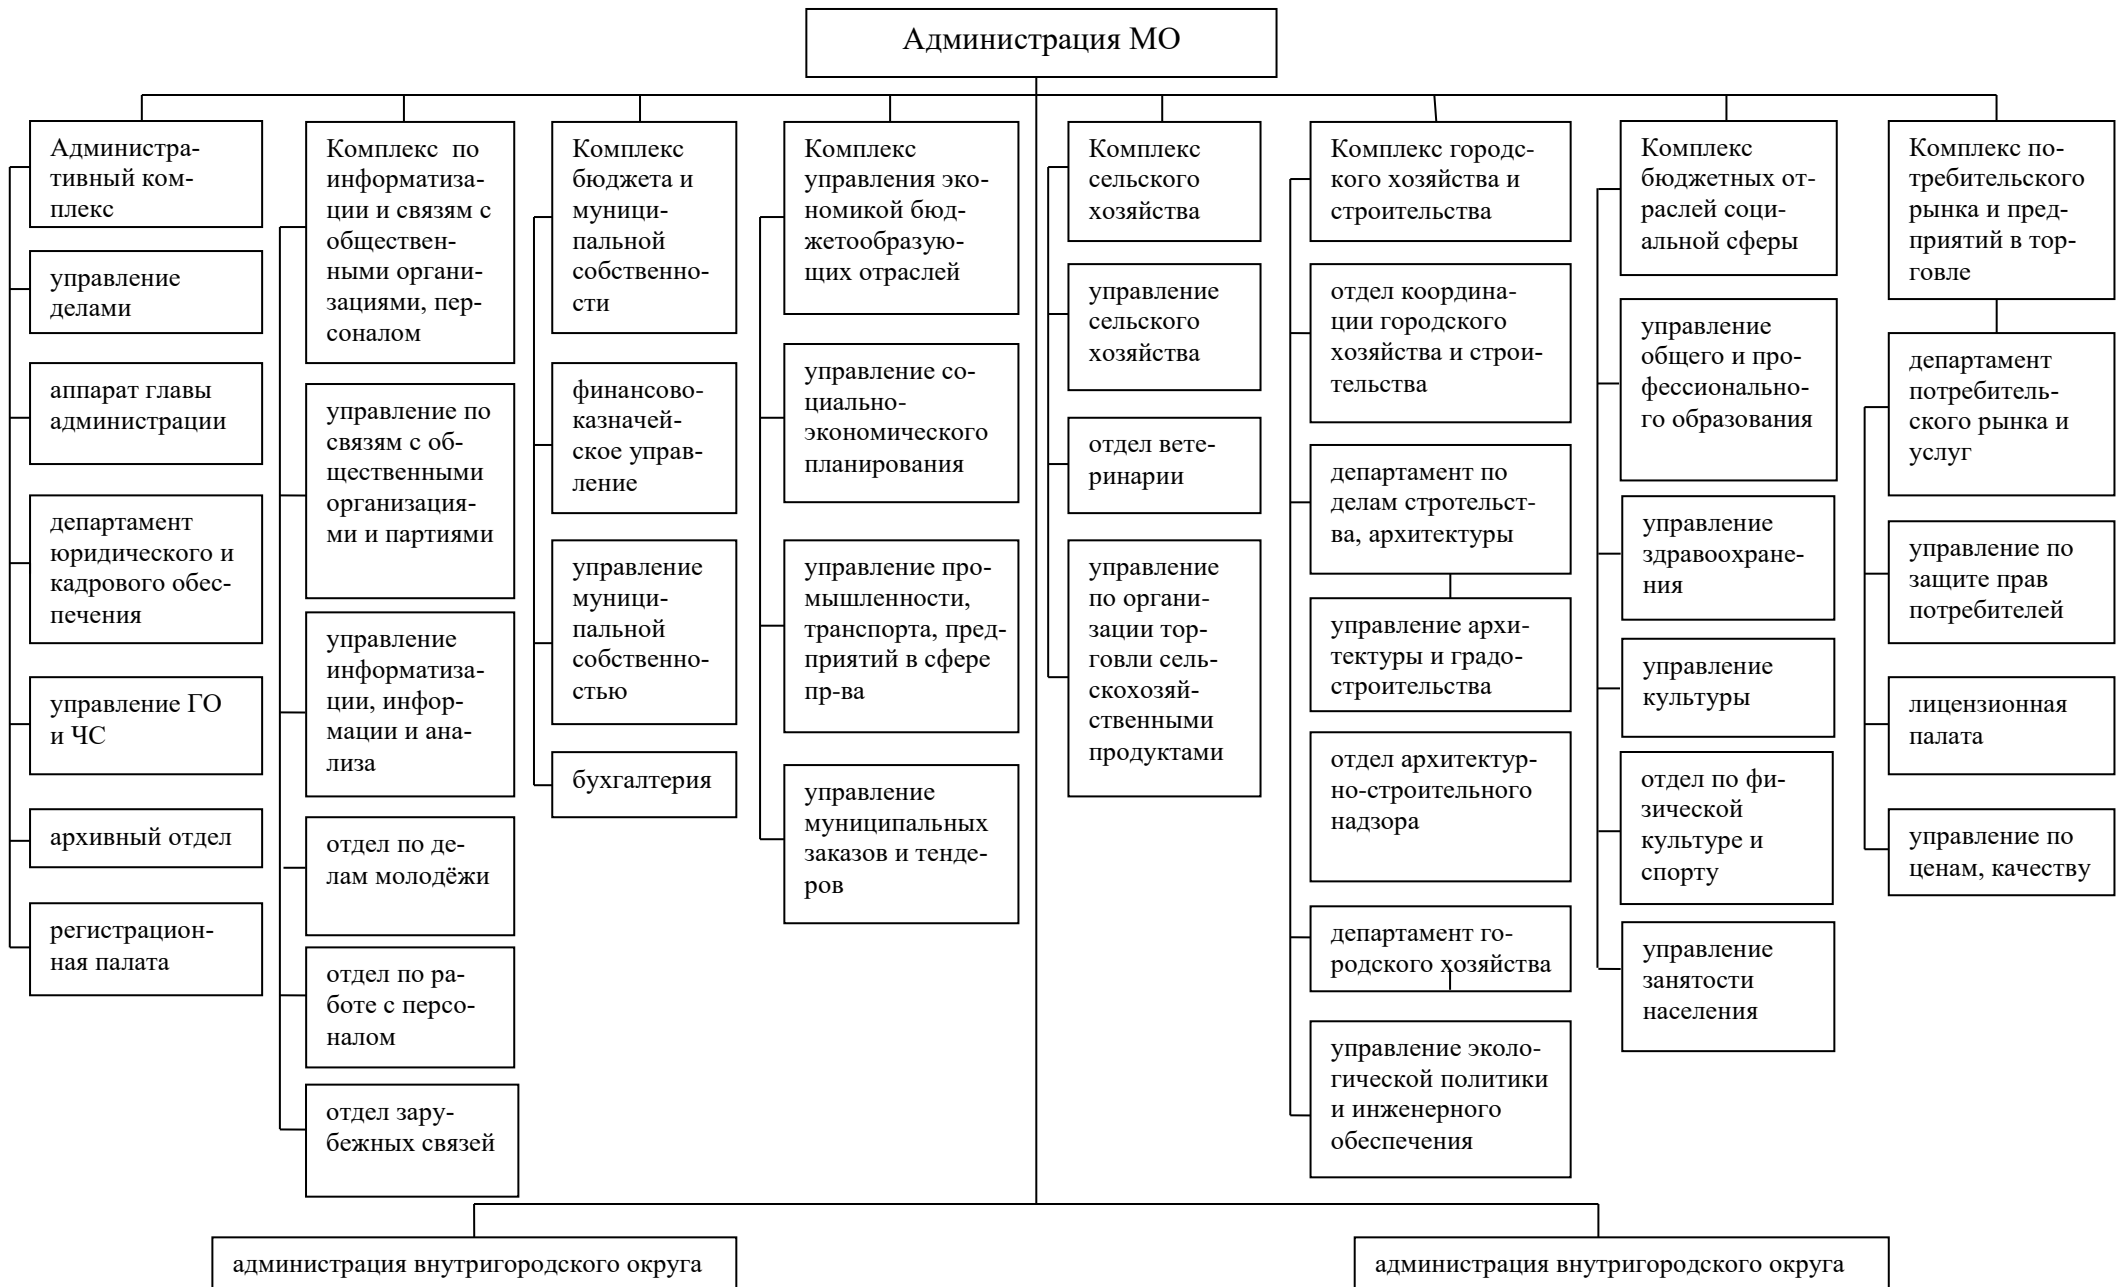 Администрация МО
Администра-
тивный ком-
плекс
управление
делами
аппарат главы
администрации
департамент
юридического и
кадрового обес-
печения
управление ГО
и ЧС
архивный отдел
регистрацион-
ная палата
Комплекс по
информатиза-
ции и связям с
обществен-
ными органи-
зациями, пер-
соналом
управление по
связям с об-
щественными
организация-
ми и партиями
управление
информатиза-
ции, инфор-
мации и ана-
лиза
отдел по де-
лам молодёжи
отдел по ра-
боте с персо-
налом
отдел зару-
бежных связей
Комплекс
бюджета и
муници-
пальной
собственно-
сти
финансово-
казначей-
ское управ-
ление
управление
муници-
пальной
собственно-
стью
бухгалтерия
Комплекс
управления эко-
номикой бюд-
жетообразую-
щих отраслей
управление со-
циально-
экономического
планирования
управление про-
мышленности,
транспорта, пред-
приятий в сфере
пр-ва
управление
муниципальных
заказов и тенде-
ров
Комплекс
сельского
хозяйства
управление
сельского
хозяйства
отдел вете-
ринарии
управление
по органи-
зации тор-
говли сель-
скохозяй-
ственными
продуктами
Комплекс городс-
кого хозяйства и
строительства
отдел координа-
ции городского
хозяйства и строи-
тельства
департамент по
делам стротельст-
ва, архитектуры
управление архи-
тектуры и градо-
строительства
отдел архитектур-
но-строительного
надзора
департамент го-
родского хозяйства
управление эколо-
гической политики
и инженерного
обеспечения
Комплекс
бюджетных от-
раслей соци-
альной сферы
управление
общего и про-
фессионально-
го образования
управление
здравоохране-
ния
управление
культуры
отдел по фи-
зической
культуре и
спорту
управление
занятости
населения
Комплекс по-
требительского
рынка и пред-
приятий в тор-
говле
департамент
потребитель-
ского рынка и
услуг
управление по
защите прав
потребителей
лицензионная
палата
управление по
ценам, качеству
администрация внутригородского округа
администрация внутригородского округа